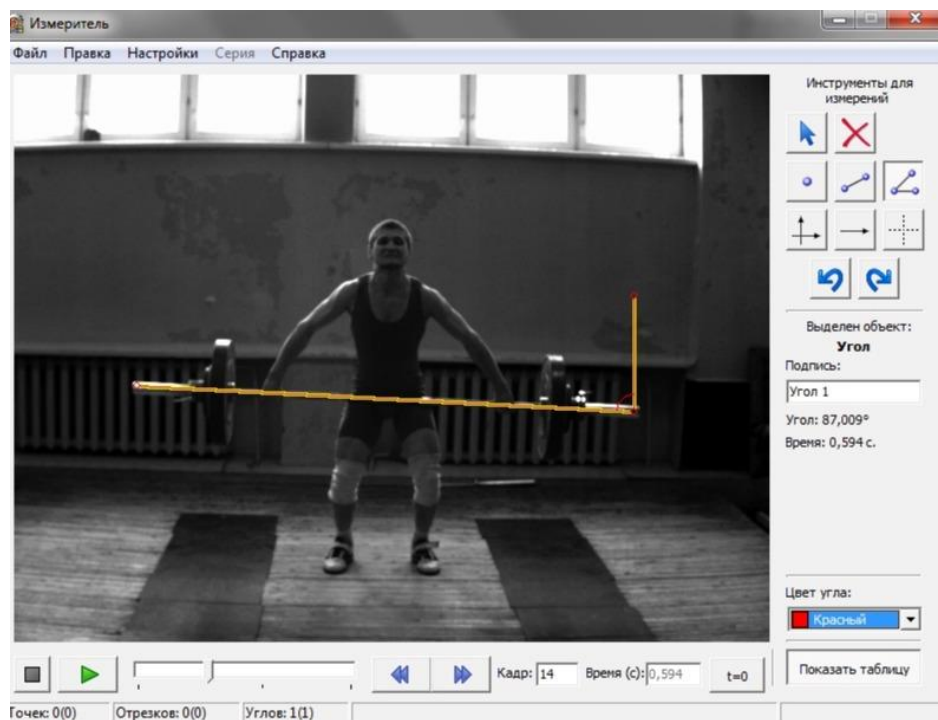 Измеритель
Файл Правка Настройки Серия Справка
Инструменты для
измерений
Выделен объект:
Угол
Подпись:
Угол 1
Угол: 87,009°
Время: 0,594 с.
Цвет угла:
Красный
Показать таблицу
Кадр: 14 Время (с): 0,594 t=0
Точек: 0(0) Отрезков: 0(0) Углов: 1(1)